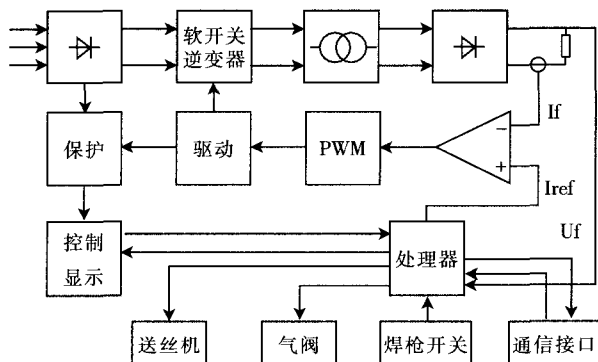 软开关
逆变器
If
保护
驱动
PWM
−
+
Iref
Uf
控制
显示
处理器
送丝机
气阀
焊枪开关
通信接口